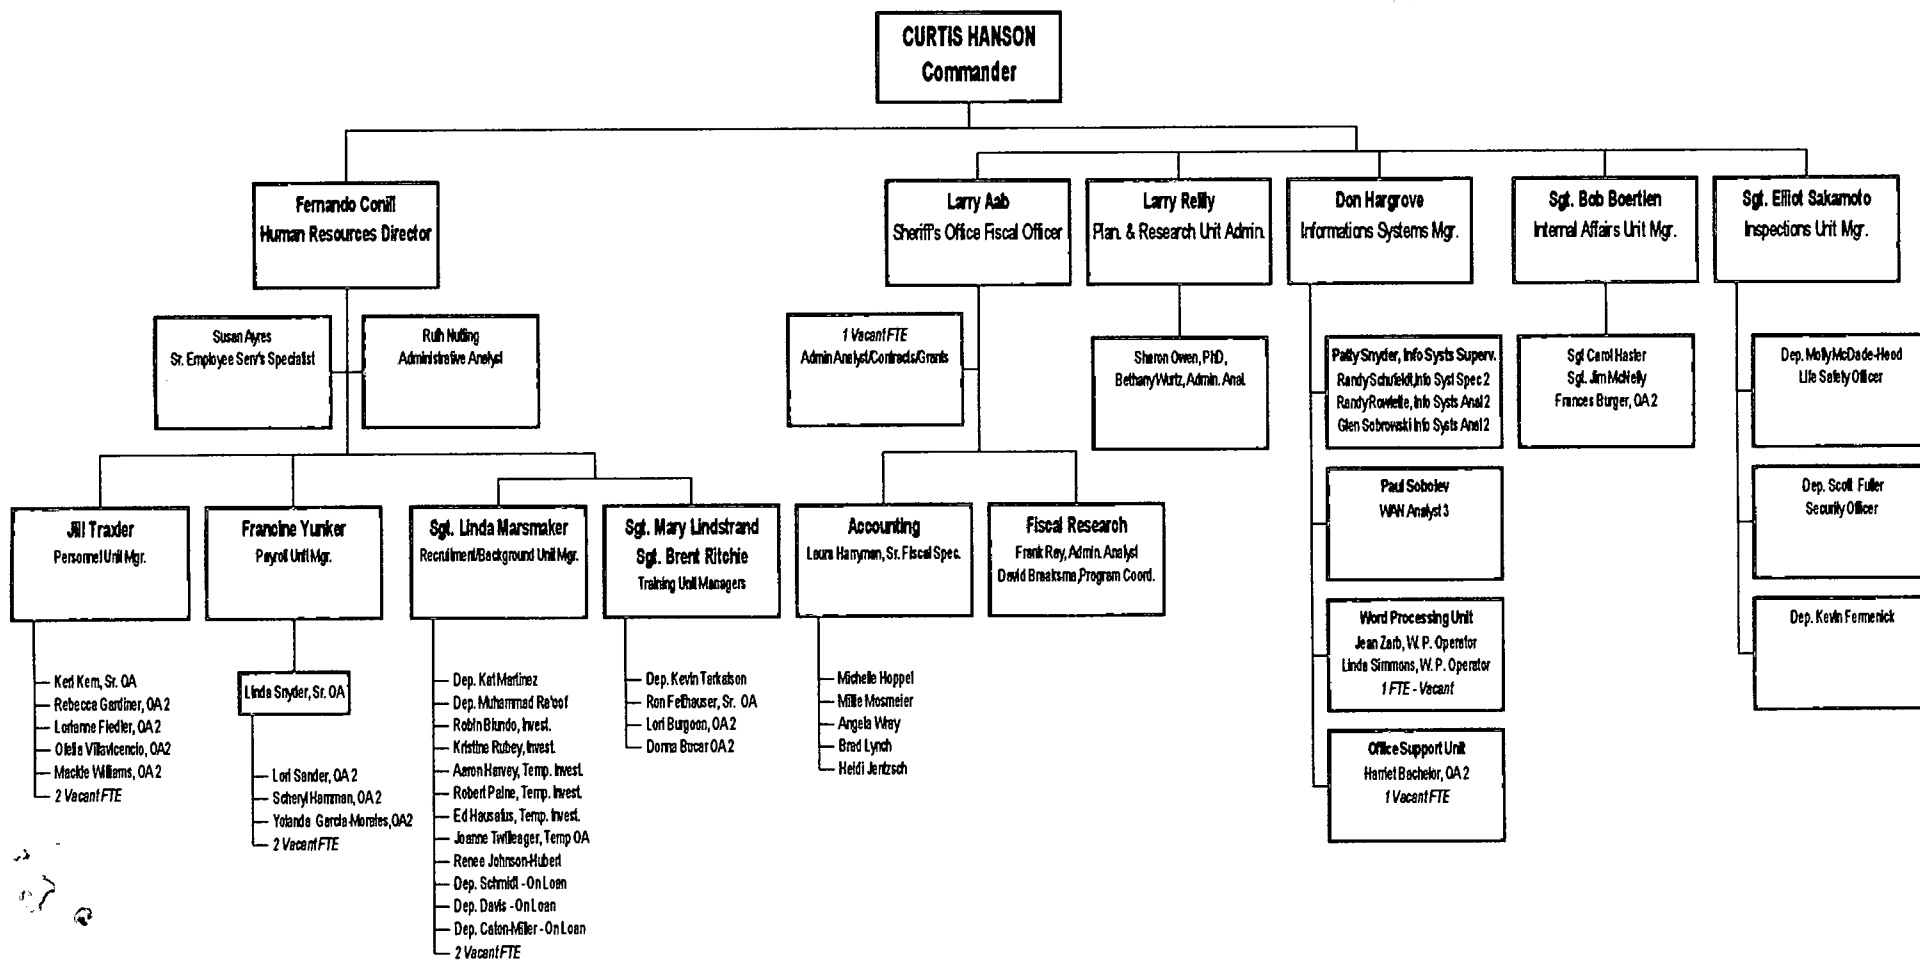 CURTIS HANSON
Commander
Fernando Conill
Human Resources Director
Larry Aab
Sheriff's Office Fiscal Officer
Larry Reilly
Plan. & Research Unit Admin.
Don Hargrove
Informations Systems Mgr.
Sgt. Bob Boertien
Internal Affairs Unit Mgr.
Sgt. Elliot Sakamoto
Inspections Unit Mgr.
Susan Ayres
Sr. Employee Serv's Specialist
Ruth Nutting
Administrative Analyst
1 Vacant FTE
Admin Analyst/Contracts/Grants
Sharon Owen, PhD,
Bethany Wurtz, Admin. Anal.
Patty Snyder, Info Systs Superv.
Randy Schufeldt, Info Syst Spec 2
Randy Rowlette, Info Systs Anal 2
Glen Sobrowski Info Systs Anal 2
Sgt Carol Hasler
Sgt. Jim McNelly
Frances Burger, OA 2
Dep. Molly McDade-Hood
Life Safety Officer
Paul Sobolev
WAN Analyst 3
Dep. Scott Fuller
Security Officer
Word Processing Unit
Jean Zarb, W. P. Operator
Linda Simmons, W. P. Operator
1 FTE - Vacant
Dep. Kevin Fermenick
Office Support Unit
Harriet Bachelor, OA 2
1 Vacant FTE
Jill Traxler
Personnel Unit Mgr.
Francine Yunker
Payroll Unit Mgr.
Sgt. Linda Marsmaker
Recruitment/Background Unit Mgr.
Sgt. Mary Lindstrand
Sgt. Brent Ritchie
Training Unit Managers
Accounting
Laura Harryman, Sr. Fiscal Spec.
Fiscal Research
Frank Ray, Admin. Analyst
David Braaksma, Program Coord.
Keri Kern, Sr. OA
Rebecca Gardiner, OA 2
Lorianne Fiedler, OA 2
Ofelia Villavicencio, OA2
Mackie Williams, OA 2
2 Vacant FTE
Linda Snyder, Sr. OA
Lori Sander, OA 2
Scheryl Hamman, OA 2
Yolanda Garcia-Morales, OA2
2 Vacant FTE
Dep. Kat Martinez
Dep. Muhammad Ra'oof
Robin Blundo, Invest.
Kristine Rubey, Invest.
Aaron Harvey, Temp. Invest.
Robert Paine, Temp. Invest.
Ed Hausafus, Temp. Invest.
Joanne Twilleager, Temp OA
Renee Johnson-Hubert
Dep. Schmidt - On Loan
Dep. Davis - On Loan
Dep. Caton-Miller - On Loan
2 Vacant FTE
Dep. Kevin Tarkalson
Ron Felthauser, Sr. OA
Lori Burgoon, OA 2
Donna Bucar OA 2
Michelle Hoppel
Millie Mosmeier
Angela Wray
Brad Lynch
Heidi Jentzsch